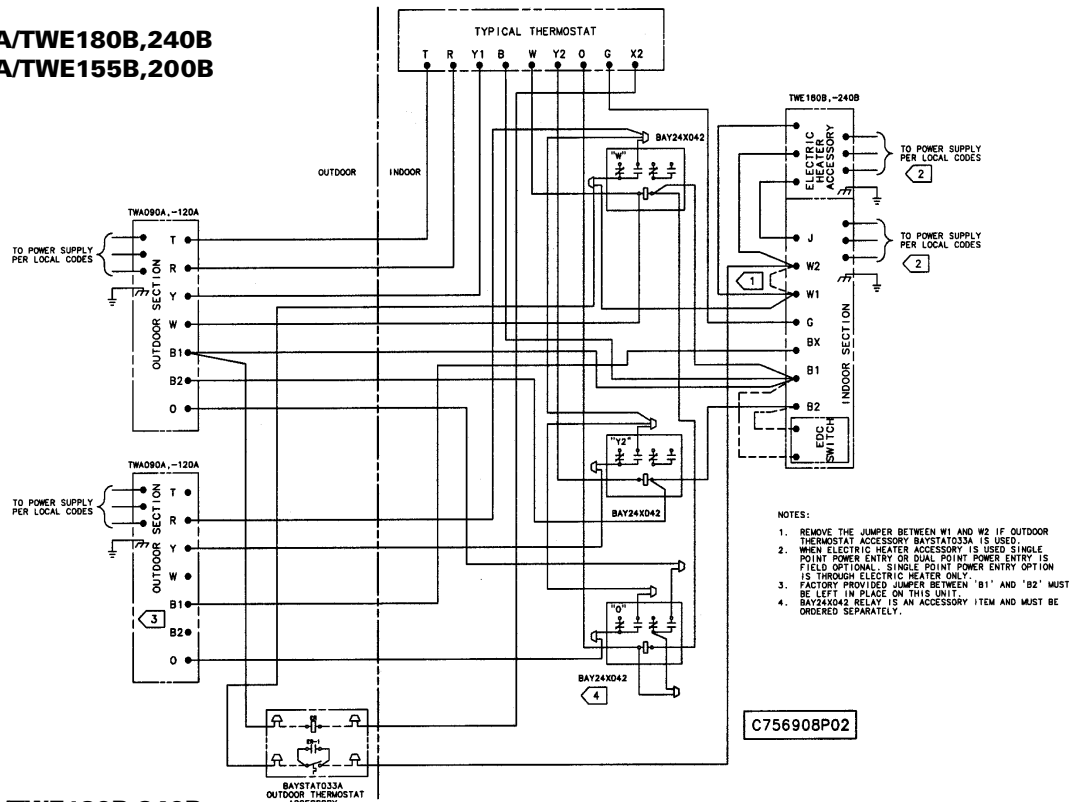 A/TWE180B,240B
A/TWE155B,200B
TYPICAL THERMOSTAT
T R Y1 B W Y2 O G X2
OUTDOOR
INDOOR
BAY24X042
"W"
TWE180B,-240B
ELECTRIC
HEATER
ACCESSORY
TO POWER SUPPLY
PER LOCAL CODES
2
TO POWER SUPPLY
PER LOCAL CODES
2
J
W2
1
W1
G
BX
B1
B2
INDOOR SECTION
EDC
SWITCH
TWA090A,-120A
TO POWER SUPPLY
PER LOCAL CODES
OUTDOOR SECTION
T
R
Y
W
B1
B2
O
"Y2"
BAY24X042
TWA090A,-120A
TO POWER SUPPLY
PER LOCAL CODES
OUTDOOR SECTION
T
R
Y
W
B1
B2
O
3
"O"
BAY24X042
4
NOTES:
1. REMOVE THE JUMPER BETWEEN W1 AND W2 IF OUTDOOR
THERMOSTAT ACCESSORY BAYSTAT033A IS USED.
2. WHEN ELECTRIC HEATER ACCESSORY IS USED SINGLE
POINT POWER ENTRY OR DUAL POINT POWER ENTRY IS
FIELD OPTIONAL. SINGLE POINT POWER ENTRY OPTION
IS THROUGH ELECTRIC HEATER ONLY.
3. FACTORY PROVIDED JUMPER BETWEEN 'B1' AND 'B2' MUST
BE LEFT IN PLACE ON THIS UNIT.
4. BAY24X042 RELAY IS AN ACCESSORY ITEM AND MUST BE
ORDERED SEPARATELY.
C756908P02
BAYSTAT033A
OUTDOOR THERMOSTAT